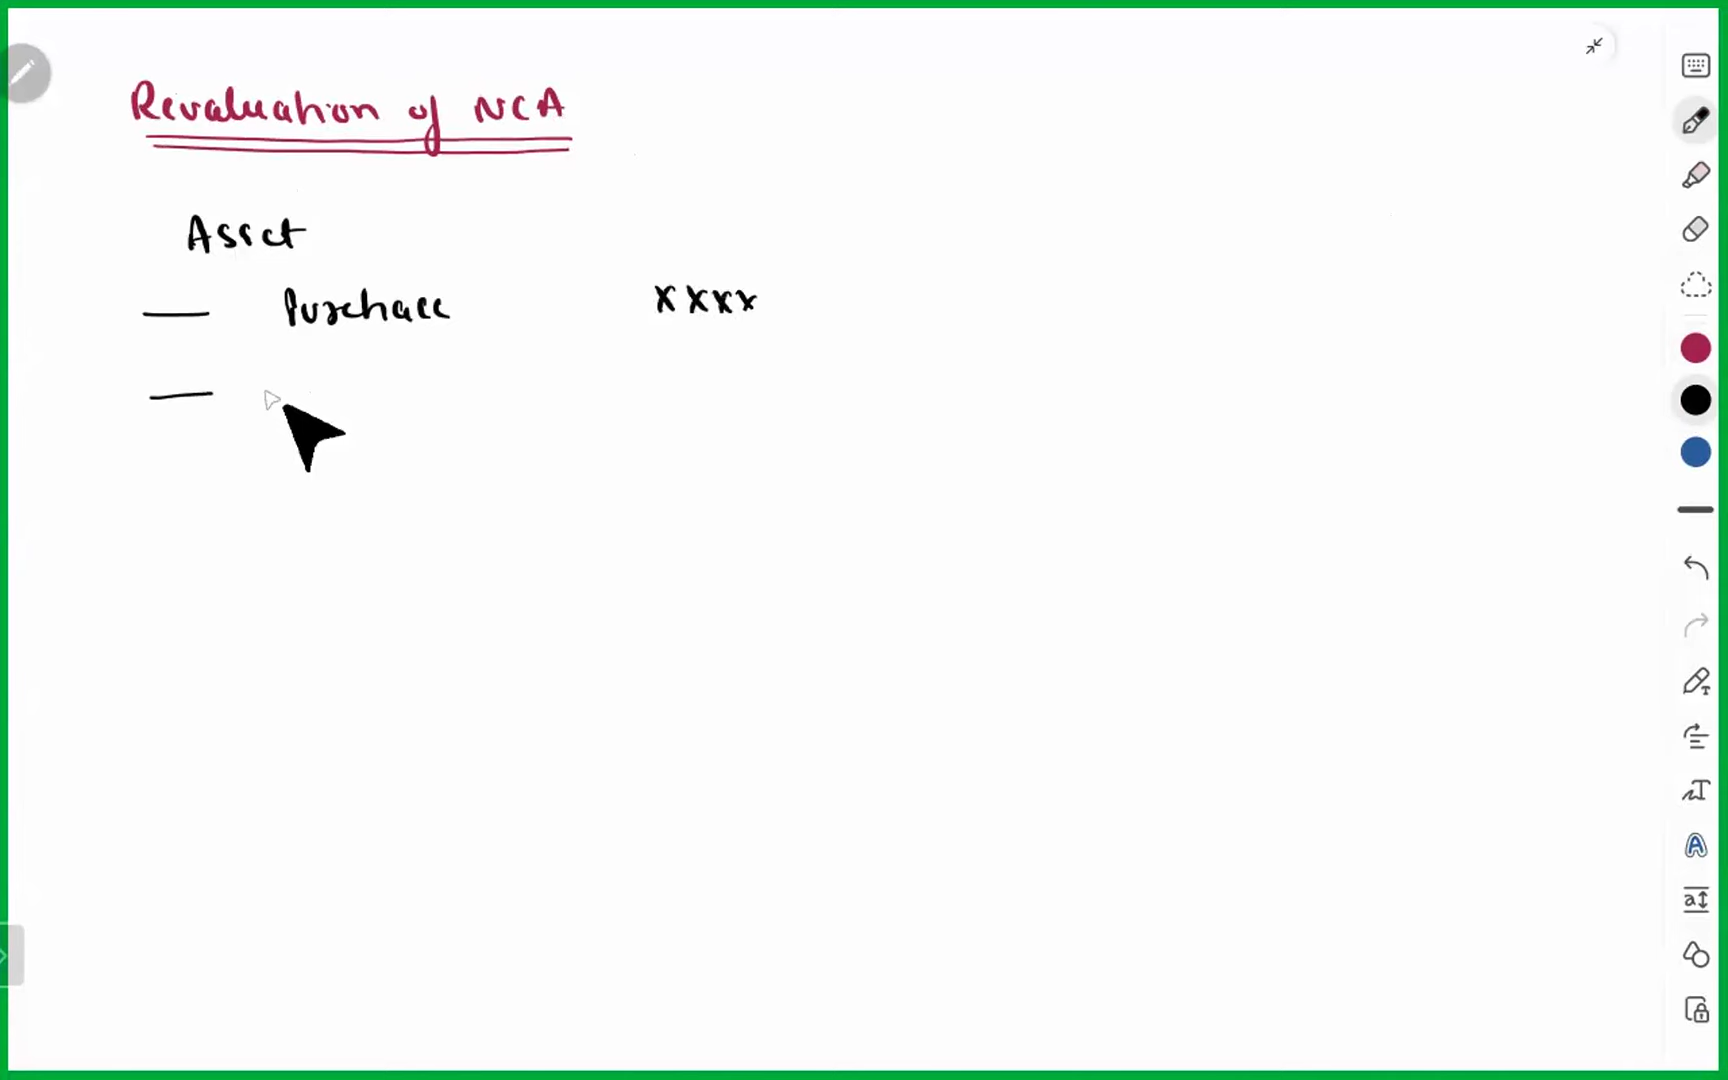 Revaluation of NCA
Asset
— Purchase xxxx
—